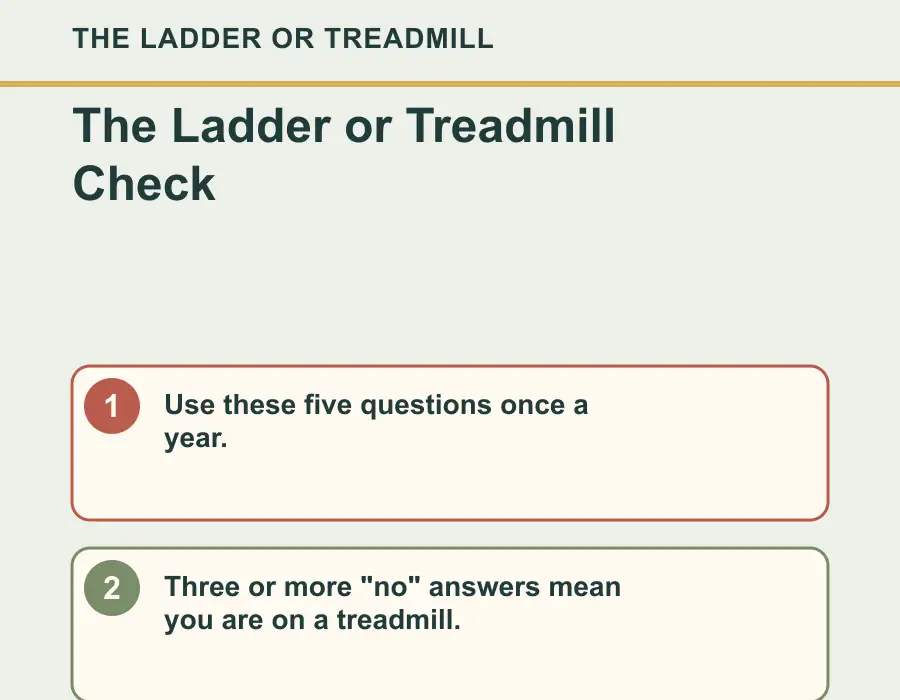 THE LADDER OR TREADMILL
The Ladder or Treadmill
Check
1
Use these five questions once a
year.
2
Three or more "no" answers mean
you are on a treadmill.